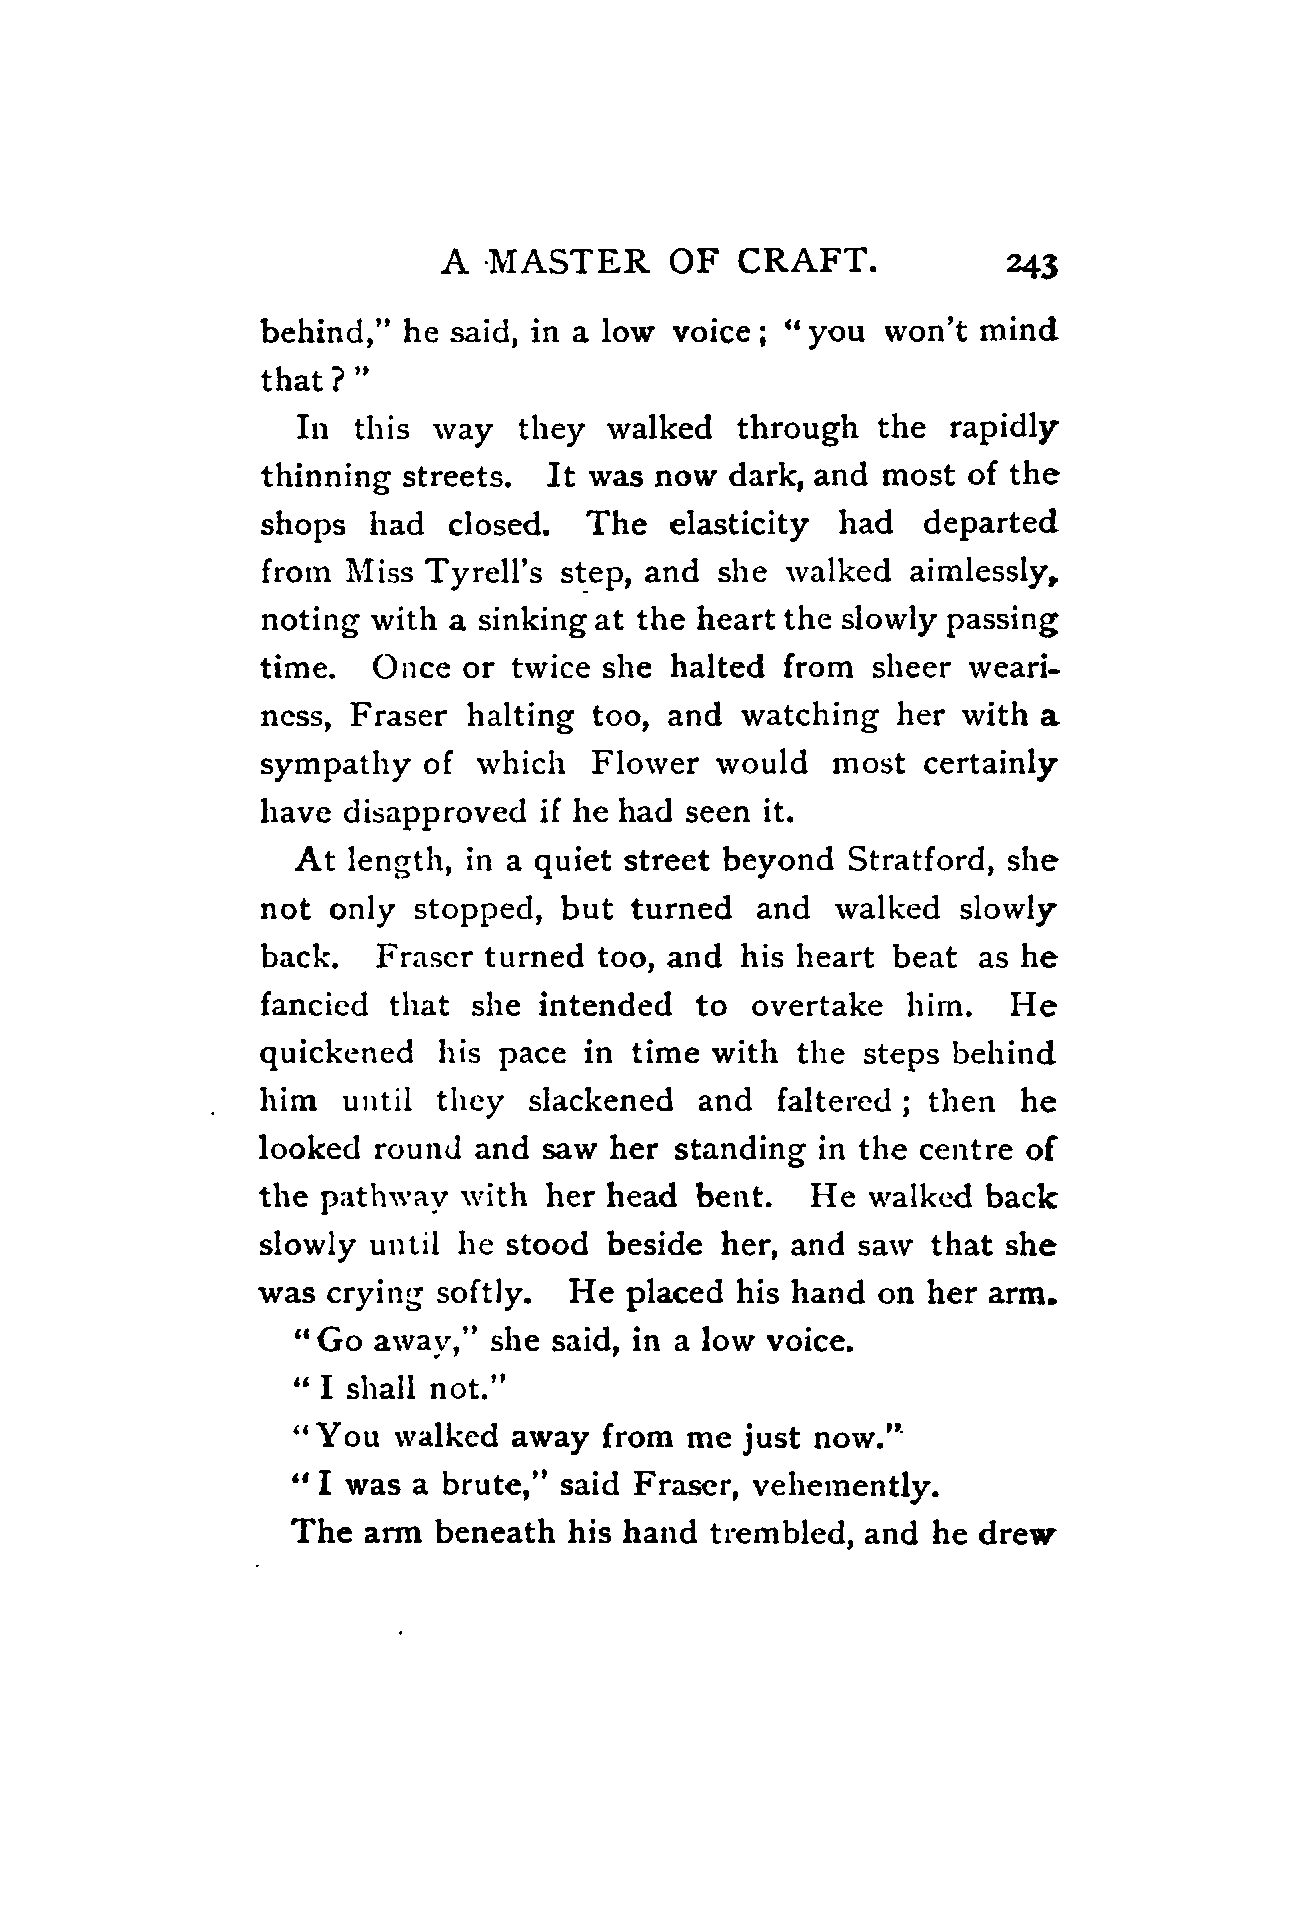 A MASTER OF CRAFT. 243
behind," he said, in a low voice; "you won't mind
that?"
In this way they walked through the rapidly
thinning streets. It was now dark, and most of the
shops had closed. The elasticity had departed
from Miss Tyrell's step, and she walked aimlessly,
noting with a sinking at the heart the slowly passing
time. Once or twice she halted from sheer weari-
ness, Fraser halting too, and watching her with a
sympathy of which Flower would most certainly
have disapproved if he had seen it.
At length, in a quiet street beyond Stratford, she
not only stopped, but turned and walked slowly
back. Fraser turned too, and his heart beat as he
fancied that she intended to overtake him. He
quickened his pace in time with the steps behind
him until they slackened and faltered; then he
looked round and saw her standing in the centre of
the pathway with her head bent. He walked back
slowly until he stood beside her, and saw that she
was crying softly. He placed his hand on her arm.
"Go away," she said, in a low voice.
"I shall not."
"You walked away from me just now."
"I was a brute," said Fraser, vehemently.
The arm beneath his hand trembled, and he drew